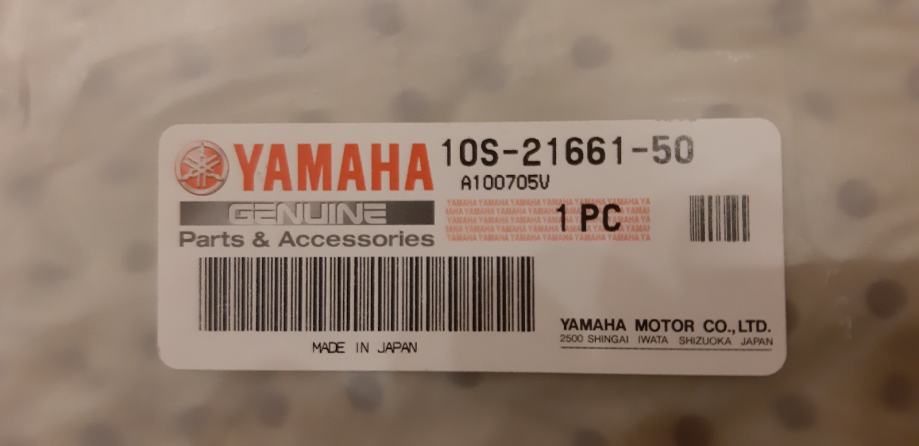 YAMAHA 10S-21661-50
A100705V
GENUINE
Parts & Accessories
1 PC
MADE IN JAPAN
YAMAHA MOTOR CO.,LTD.
2500 SHINGAI IWATA SHIZUOKA JAPAN